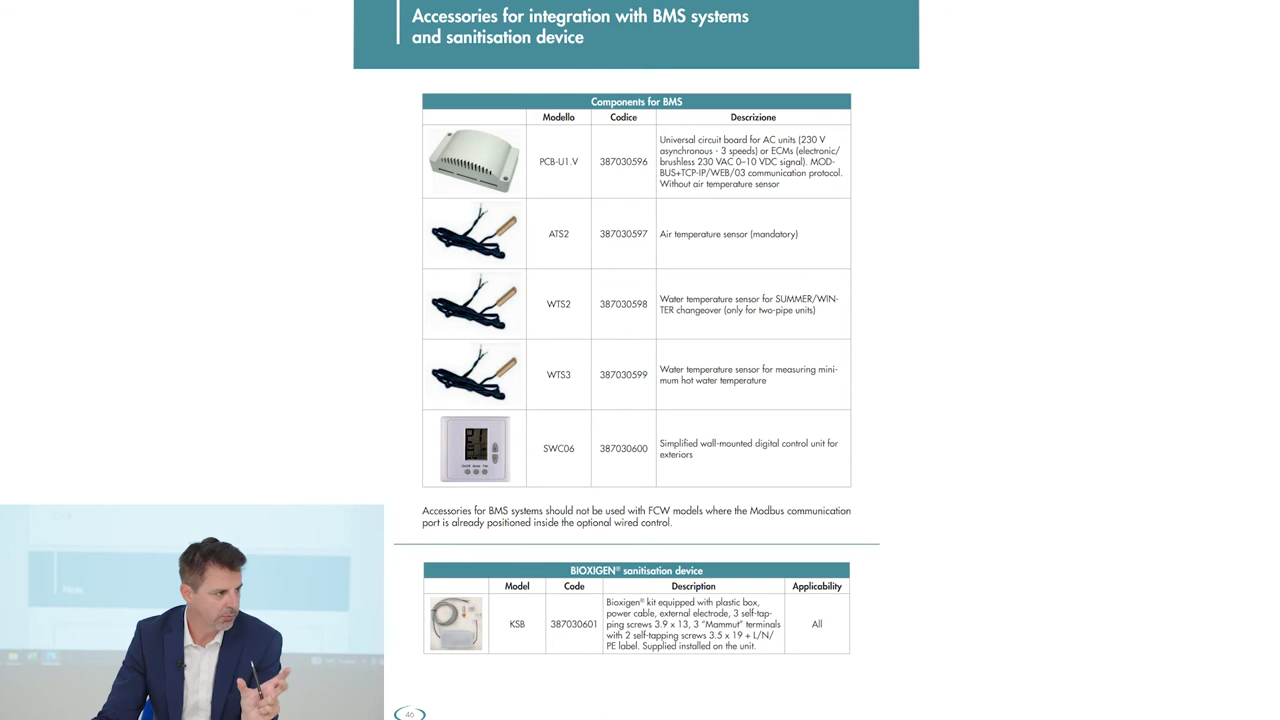 Accessories for integration with BMS systems
and sanitisation device
Components for BMS
Modello Codice Descrizione
PCB-U1.V 387030596 Universal circuit board for AC units (230 V
asynchronous - 3 speeds) or ECMs (electronic/
brushless 230 VAC 0–10 VDC signal). MOD-
BUS+TCP-IP/WEB/03 communication protocol.
Without air temperature sensor
ATS2 387030597 Air temperature sensor (mandatory)
WTS2 387030598 Water temperature sensor for SUMMER/WIN-
TER changeover (only for two-pipe units)
WTS3 387030599 Water temperature sensor for measuring mini-
mum hot water temperature
SWC06 387030600 Simplified wall-mounted digital control unit for
exteriors
Accessories for BMS systems should not be used with FCW models where the Modbus communication
port is already positioned inside the optional wired control.
BIOXIGEN® sanitisation device
Model Code Description Applicability
KSB 387030601 Bioxigen® kit equipped with plastic box,
power cable, external electrode, 3 self-tap-
ping screws 3.9 x 13, 3 “Mammut” terminals
with 2 self-tapping screws 3.5 x 19 + L/N/
PE label. Supplied installed on the unit.
All
Note
46